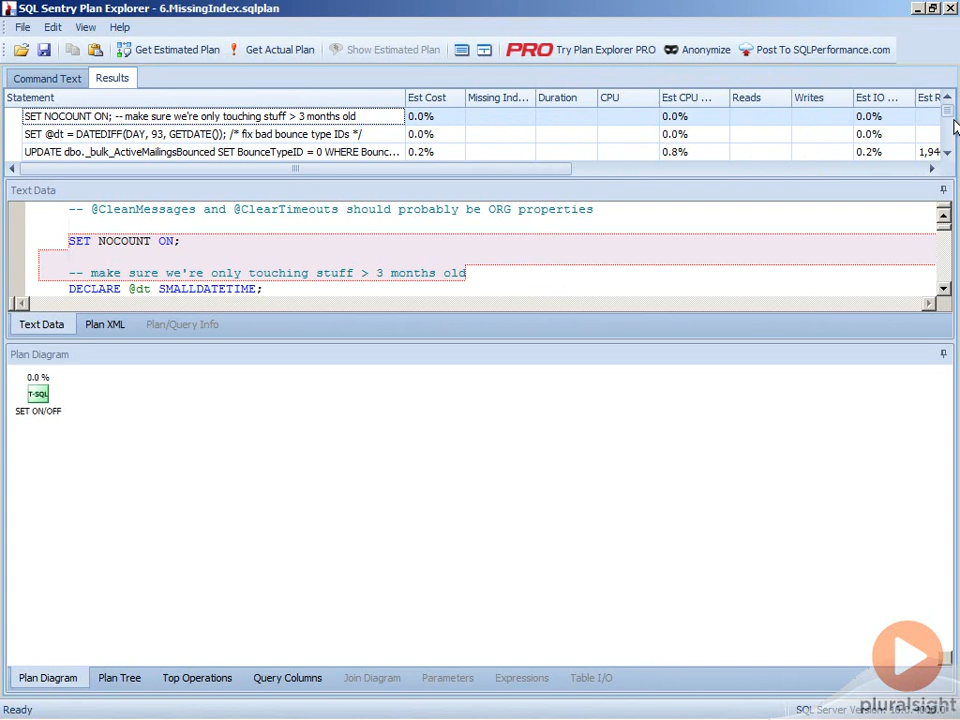 SQL Sentry Plan Explorer - 6.MissingIndex.sqlplan
File Edit View Help
Get Estimated Plan Get Actual Plan Show Estimated Plan PRO Try Plan Explorer PRO Anonymize Post To SQLPerformance.com
Command Text Results
Statement Est Cost Missing Ind... Duration CPU Est CPU ... Reads Writes Est IO ... Est R
SET NOCOUNT ON; -- make sure we're only touching stuff > 3 months old 0.0% 0.0% 0.0%
SET @dt = DATEDIFF(DAY, 93, GETDATE()); /* fix bad bounce type IDs */ 0.0% 0.0% 0.0%
UPDATE dbo._bulk_ActiveMailingsBounced SET BounceTypeID = 0 WHERE Bounc... 0.2% 0.8% 0.2% 1,94
Text Data
-- @CleanMessages and @ClearTimeouts should probably be ORG properties
SET NOCOUNT ON;
-- make sure we're only touching stuff > 3 months old
DECLARE @dt SMALLDATETIME;
Text Data Plan XML Plan/Query Info
Plan Diagram
0.0 %
T-SQL
SET ON/OFF
Plan Diagram Plan Tree Top Operations Query Columns Join Diagram Parameters Expressions Table I/O
Ready SQL Server Version:
pluralsight